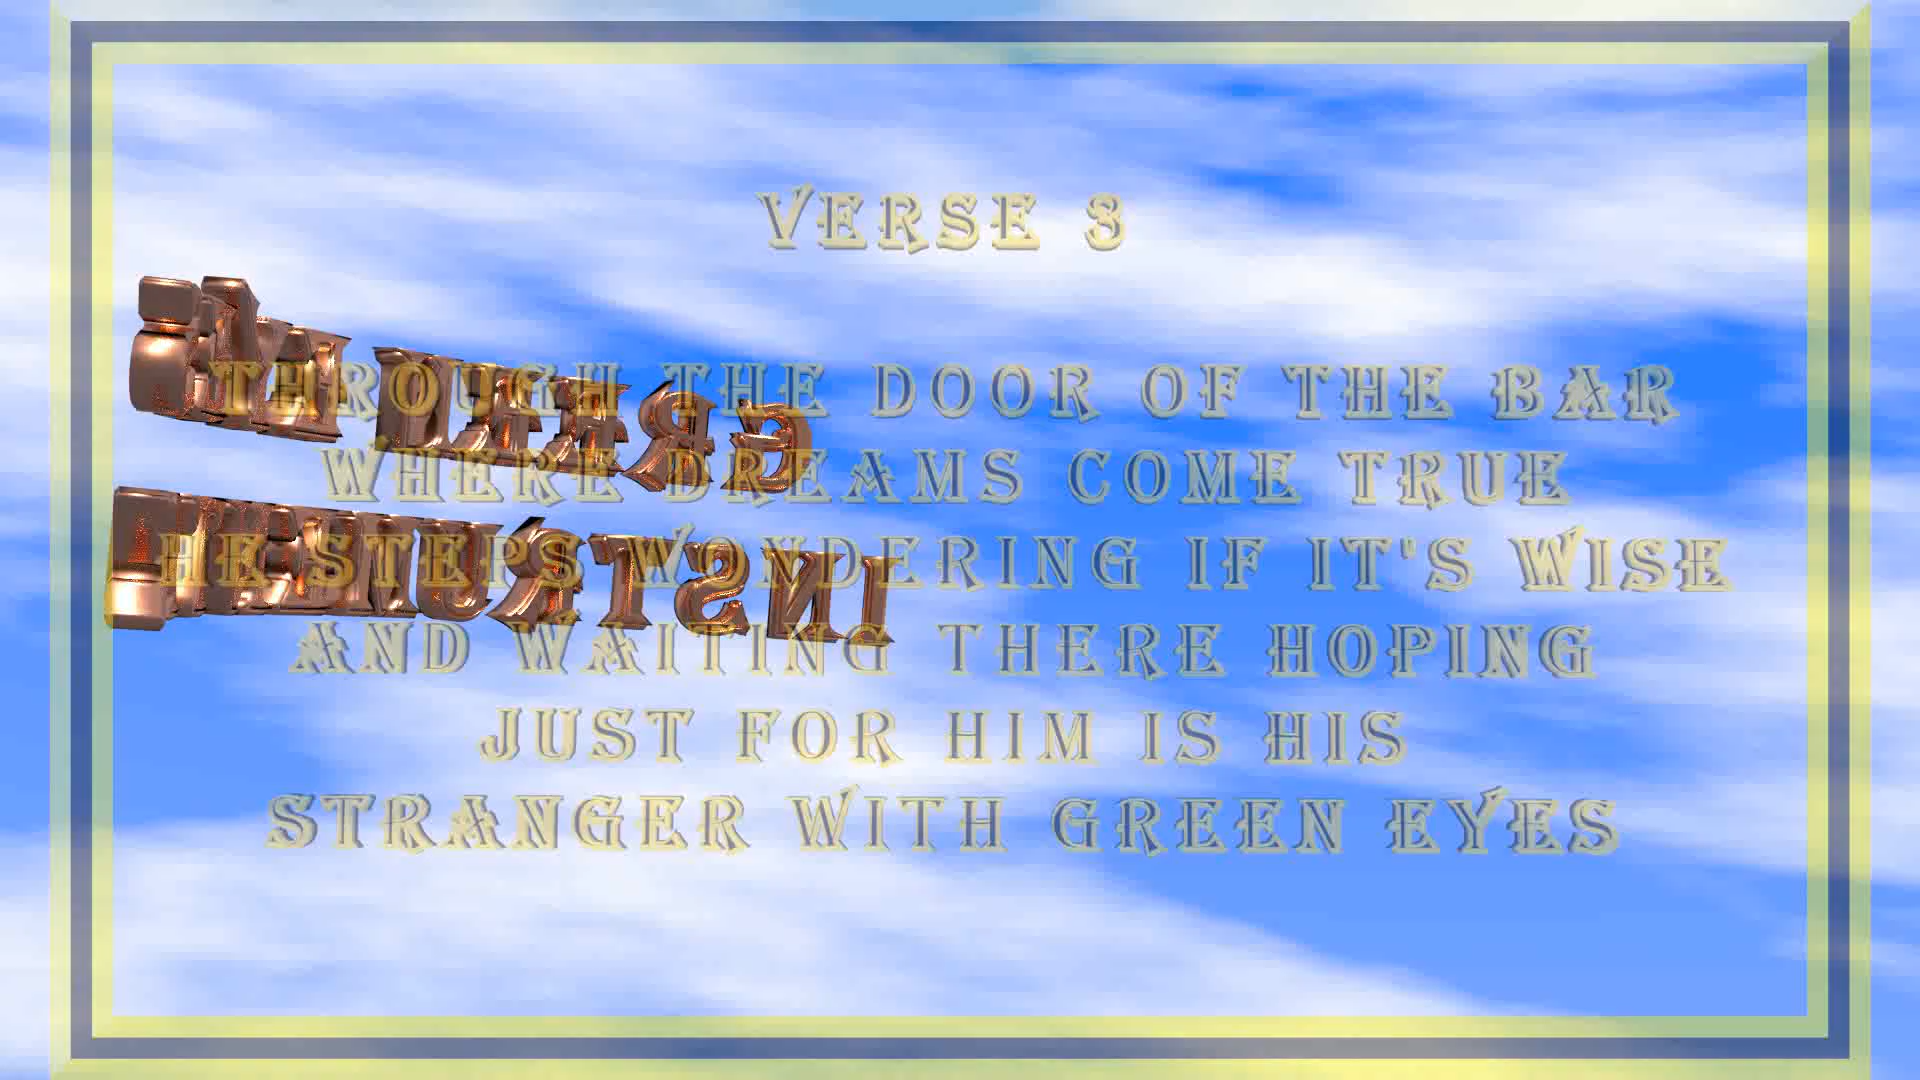 VERSE 3
THROUGH THE DOOR OF THE BAR
WHERE DREAMS COME TRUE
HE STEPS WONDERING IF IT'S WISE
AND WAITING THERE HOPING
JUST FOR HIM IS HIS
STRANGER WITH GREEN EYES
GREEN